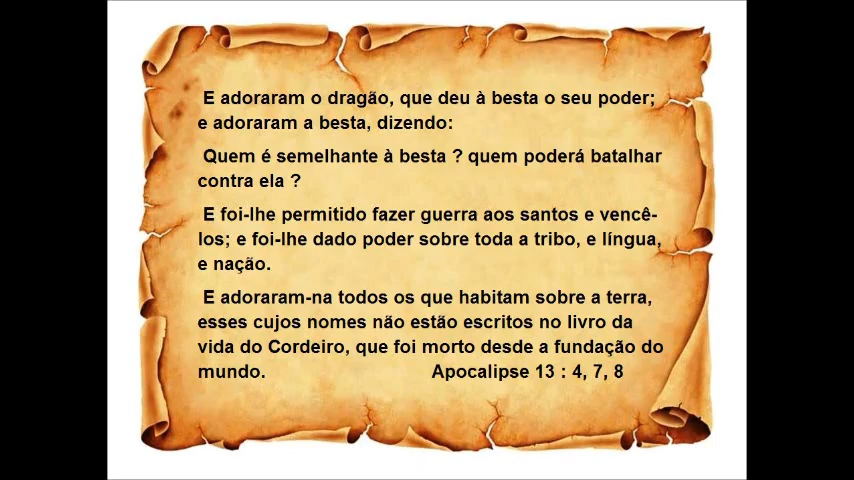 E adoraram o dragão, que deu à besta o seu poder;
e adoraram a besta, dizendo:
Quem é semelhante à besta ? quem poderá batalhar
contra ela ?
E foi-lhe permitido fazer guerra aos santos e vencê-
los; e foi-lhe dado poder sobre toda a tribo, e língua,
e nação.
E adoraram-na todos os que habitam sobre a terra,
esses cujos nomes não estão escritos no livro da
vida do Cordeiro, que foi morto desde a fundação do
mundo. Apocalipse 13 : 4, 7, 8